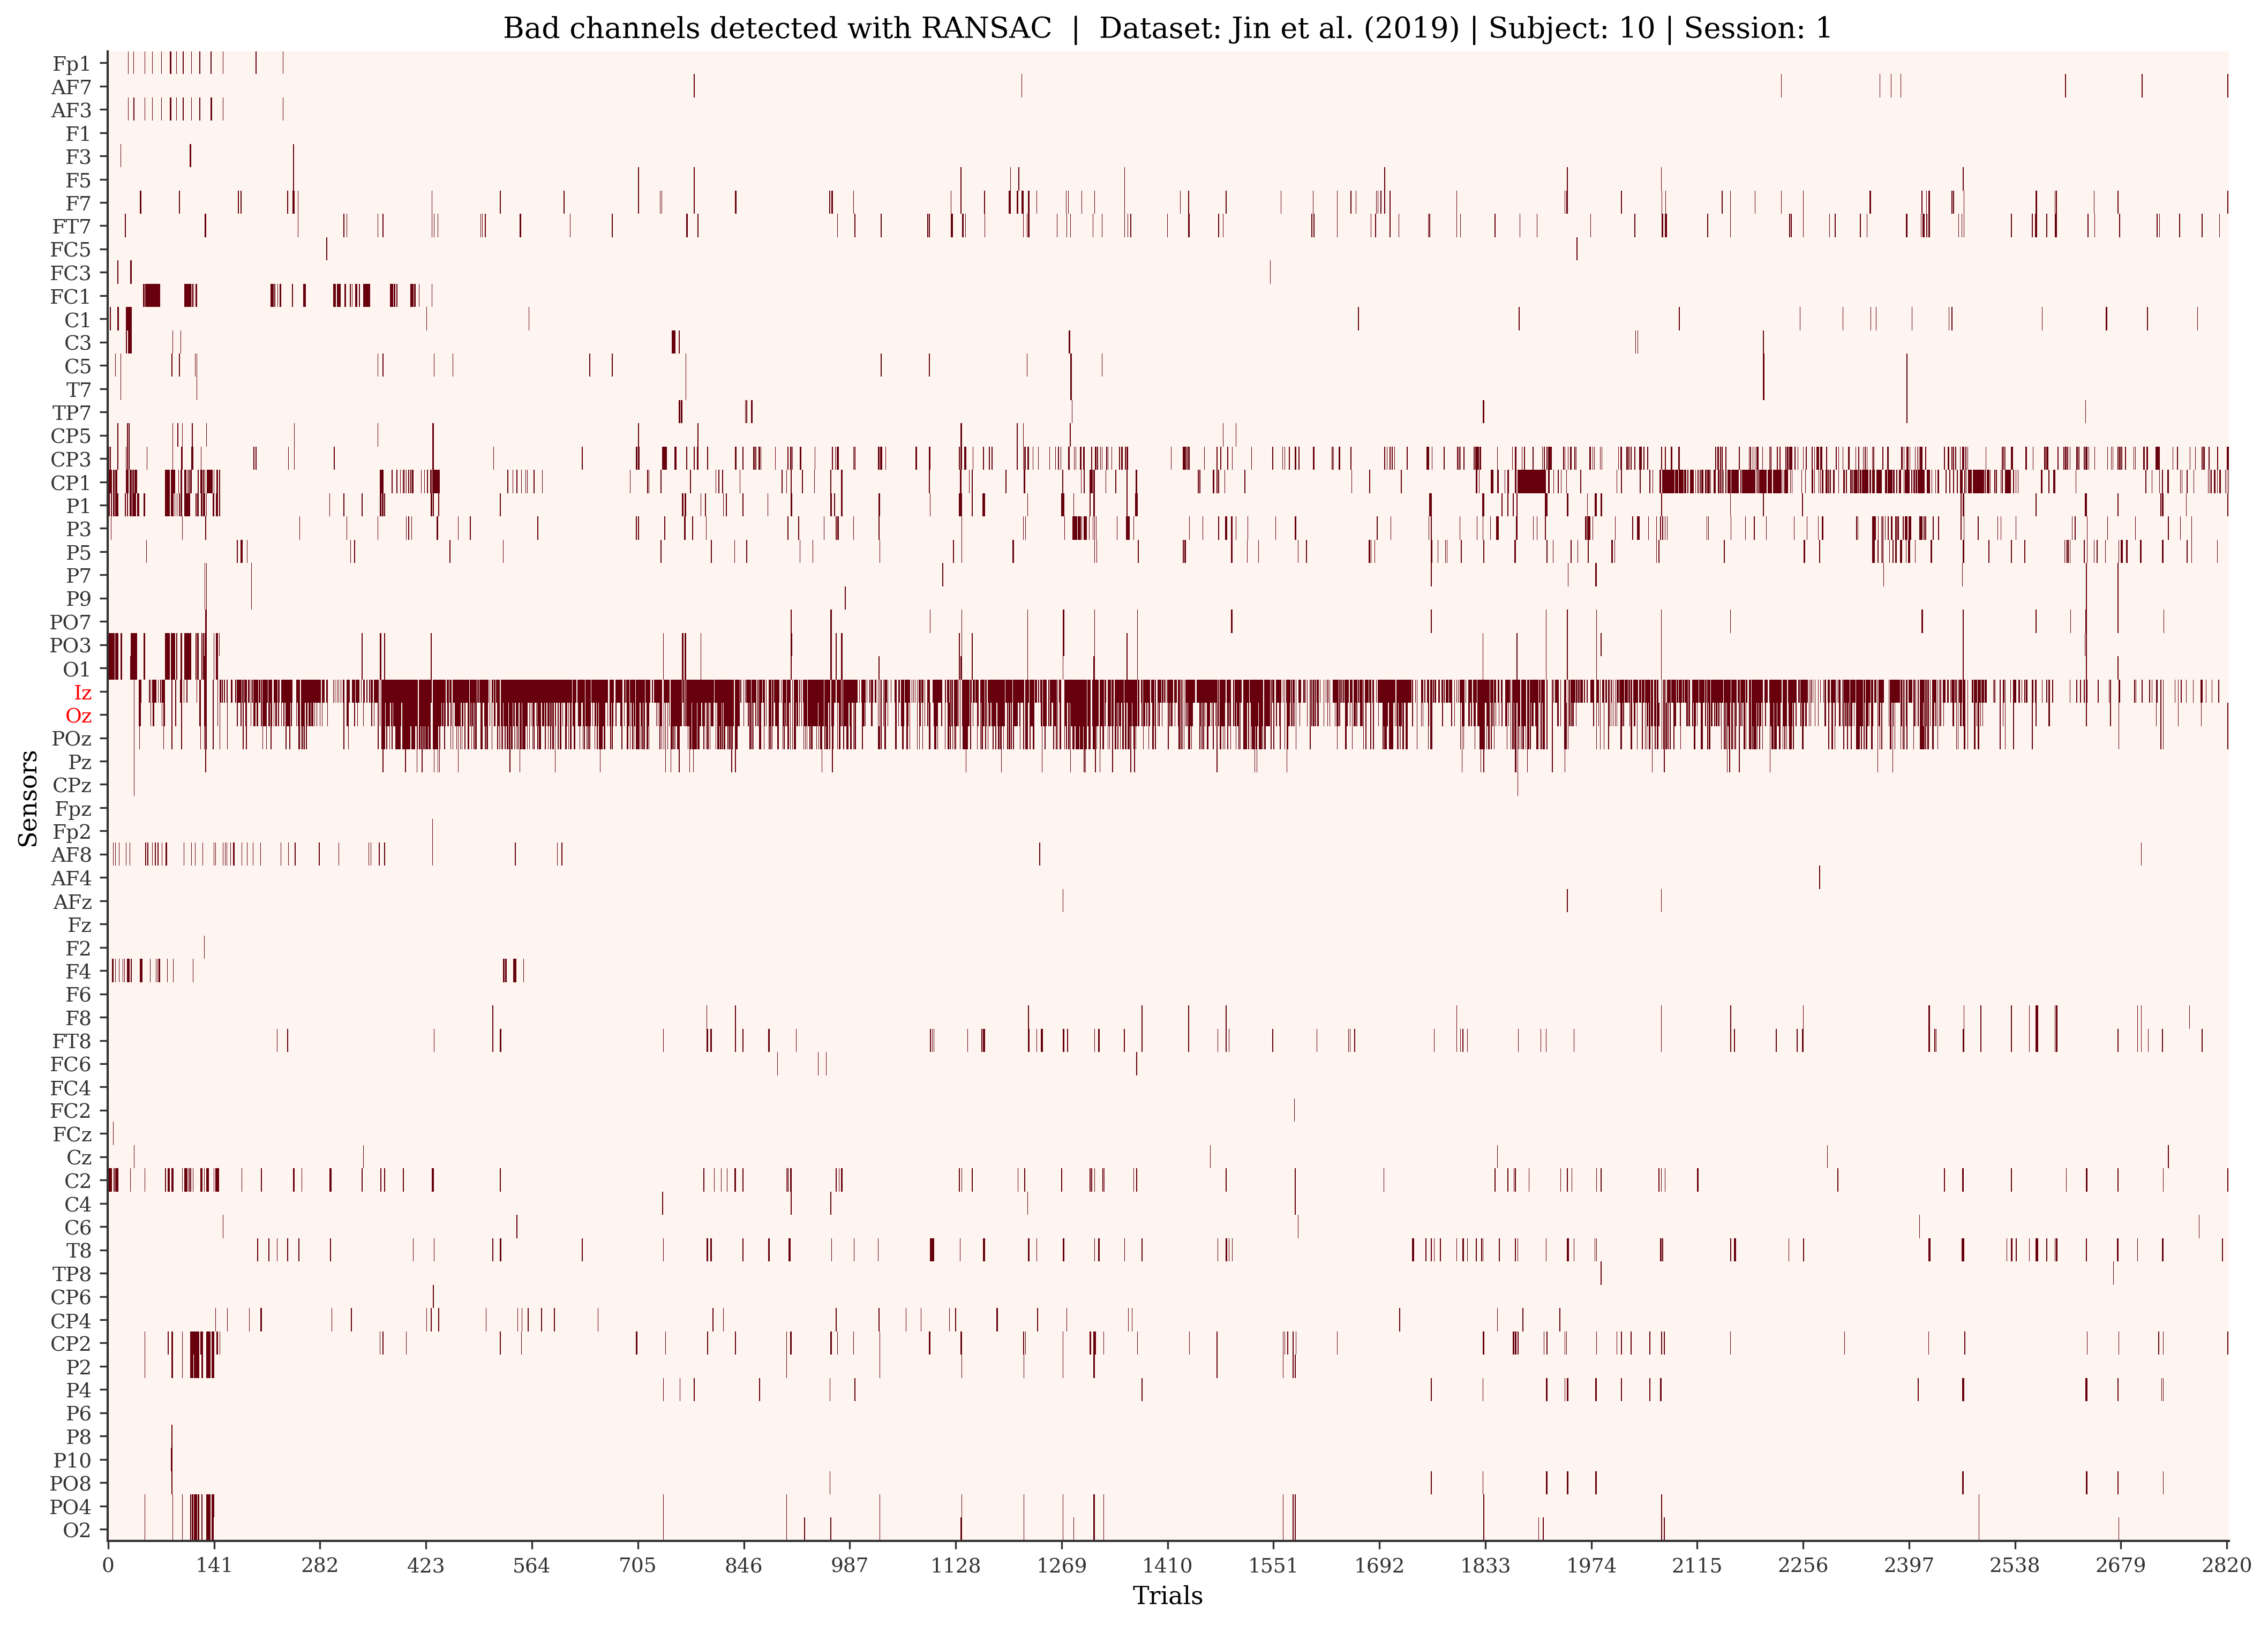 Bad channels detected with RANSAC | Dataset: Jin et al. (2019) | Subject: 10 | Session: 1
Sensors
Fp1
AF7
AF3
F1
F3
F5
F7
FT7
FC5
FC3
FC1
C1
C3
C5
T7
TP7
CP5
CP3
CP1
P1
P3
P5
P7
P9
PO7
PO3
O1
Iz
Oz
POz
Pz
CPz
Fpz
Fp2
AF8
AF4
AFz
Fz
F2
F4
F6
F8
FT8
FC6
FC4
FC2
FCz
Cz
C2
C4
C6
T8
TP8
CP6
CP4
CP2
P2
P4
P6
P8
P10
PO8
PO4
O2
0 141 282 423 564 705 846 987 1128 1269 1410 1551 1692 1833 1974 2115 2256 2397 2538 2679 2820
Trials